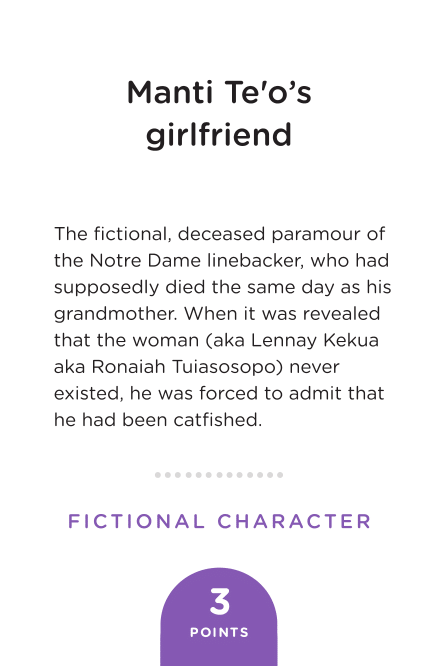 Manti Te'o’s
girlfriend
The fictional, deceased paramour of
the Notre Dame linebacker, who had
supposedly died the same day as his
grandmother. When it was revealed
that the woman (aka Lennay Kekua
aka Ronaiah Tuiasosopo) never
existed, he was forced to admit that
he had been catfished.
FICTIONAL CHARACTER
3
POINTS